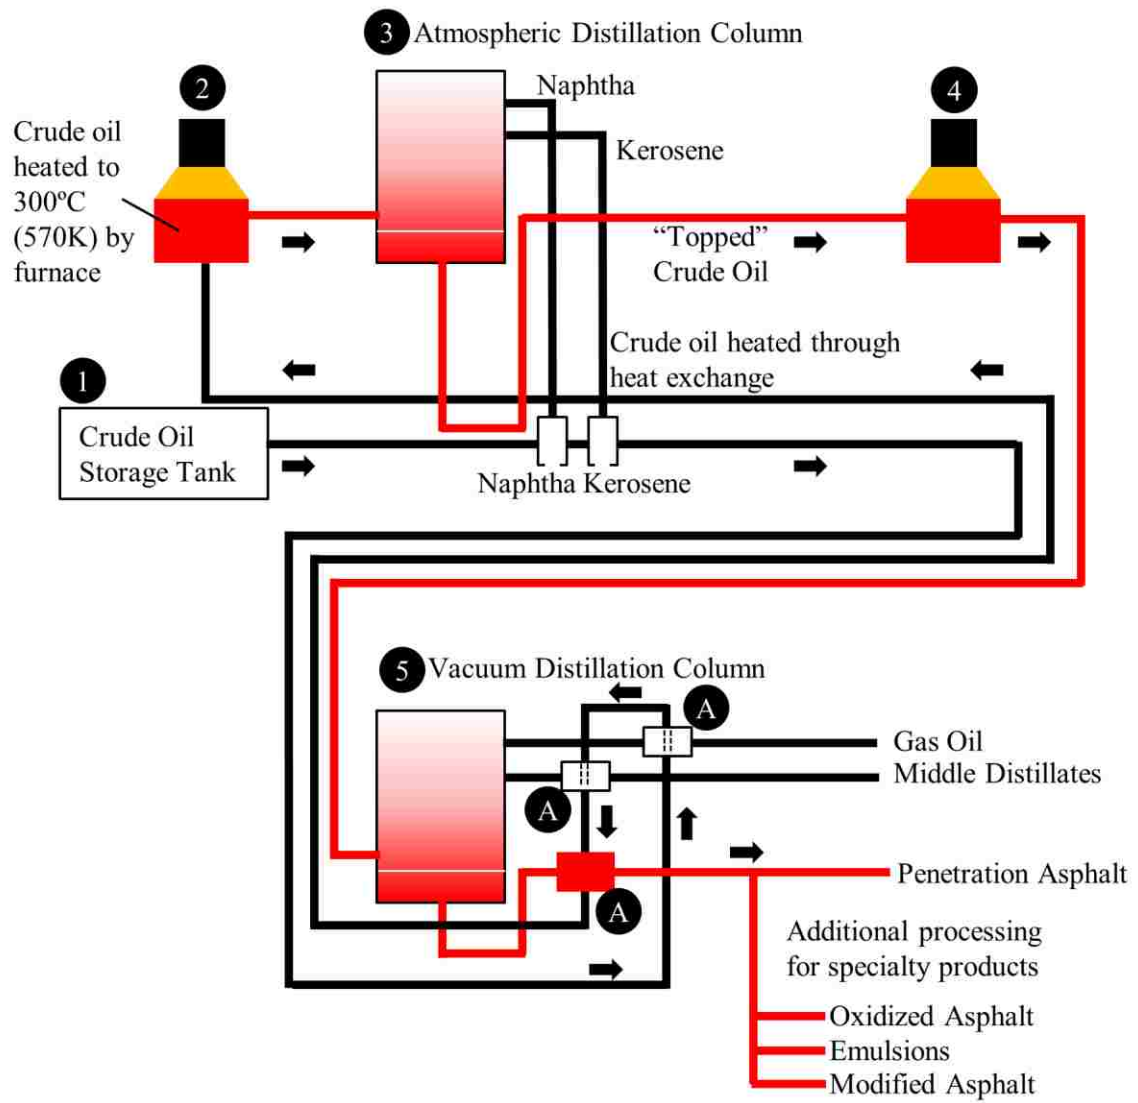 3 Atmospheric Distillation Column
2
4
Naphtha
Kerosene
Crude oil
heated to
300ºC
(570K) by
furnace
“Topped”
Crude Oil
Crude oil heated through
heat exchange
1
Crude Oil
Storage Tank
Naphtha Kerosene
5 Vacuum Distillation Column
A
Gas Oil
Middle Distillates
A
Penetration Asphalt
A
Additional processing
for specialty products
Oxidized Asphalt
Emulsions
Modified Asphalt